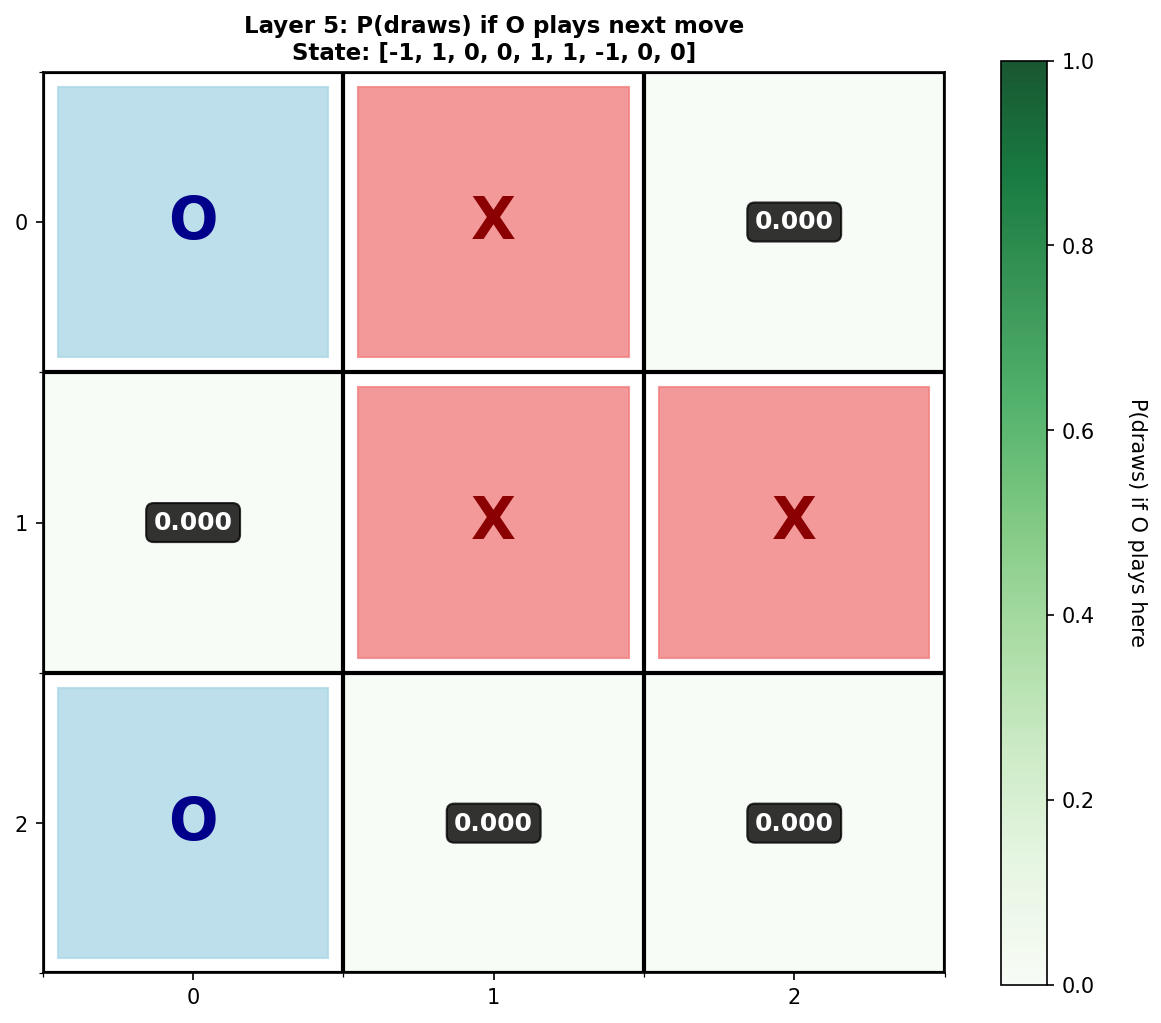 Layer 5: P(draws) if O plays next move
State: [-1, 1, 0, 0, 1, 1, -1, 0, 0]
O X 0.000
0.000 X X
O 0.000 0.000
0
1
2
0 1 2
1.0
0.8
0.6
0.4
0.2
0.0
P(draws) if O plays here